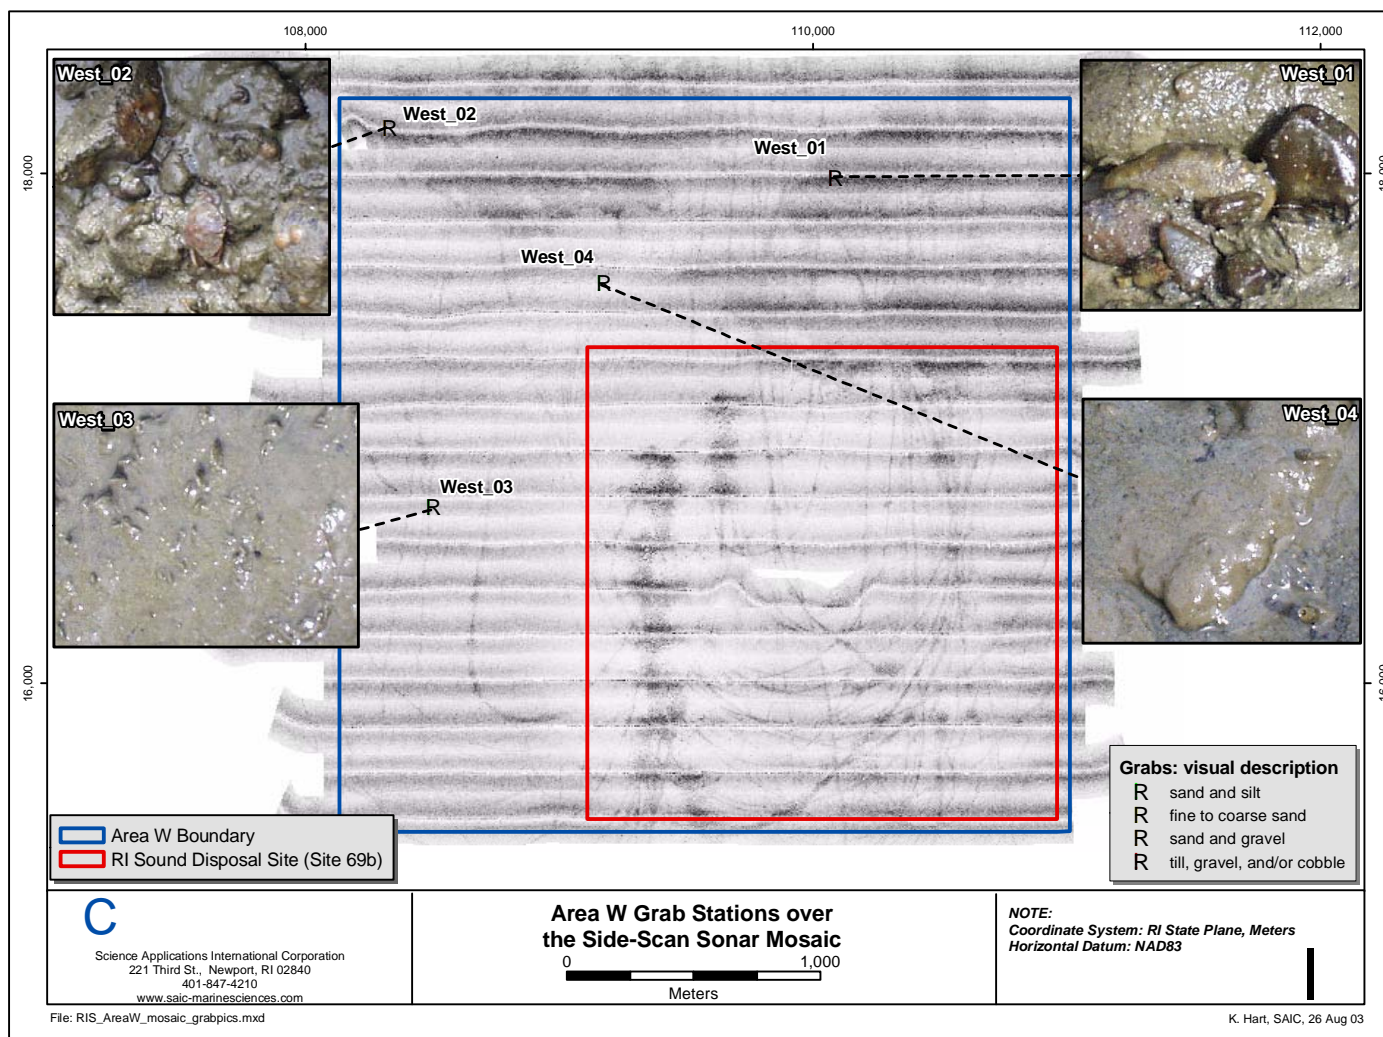 108,000
110,000
112,000
West_02
West_01
West_02
West_01
R
R
18,000
18,000
West_04
R
West_03
West_04
West_03
R
16,000
16,000
Area W Boundary
RI Sound Disposal Site (Site 69b)
Grabs: visual description
R sand and silt
R fine to coarse sand
R sand and gravel
R till, gravel, and/or cobble
C
Science Applications International Corporation
221 Third St., Newport, RI 02840
401-847-4210
www.saic-marinesciences.com
Area W Grab Stations over
the Side-Scan Sonar Mosaic
0 1,000
Meters
NOTE:
Coordinate System: RI State Plane, Meters
Horizontal Datum: NAD83
File: RIS_AreaW_mosaic_grabpics.mxd
K. Hart, SAIC, 26 Aug 03